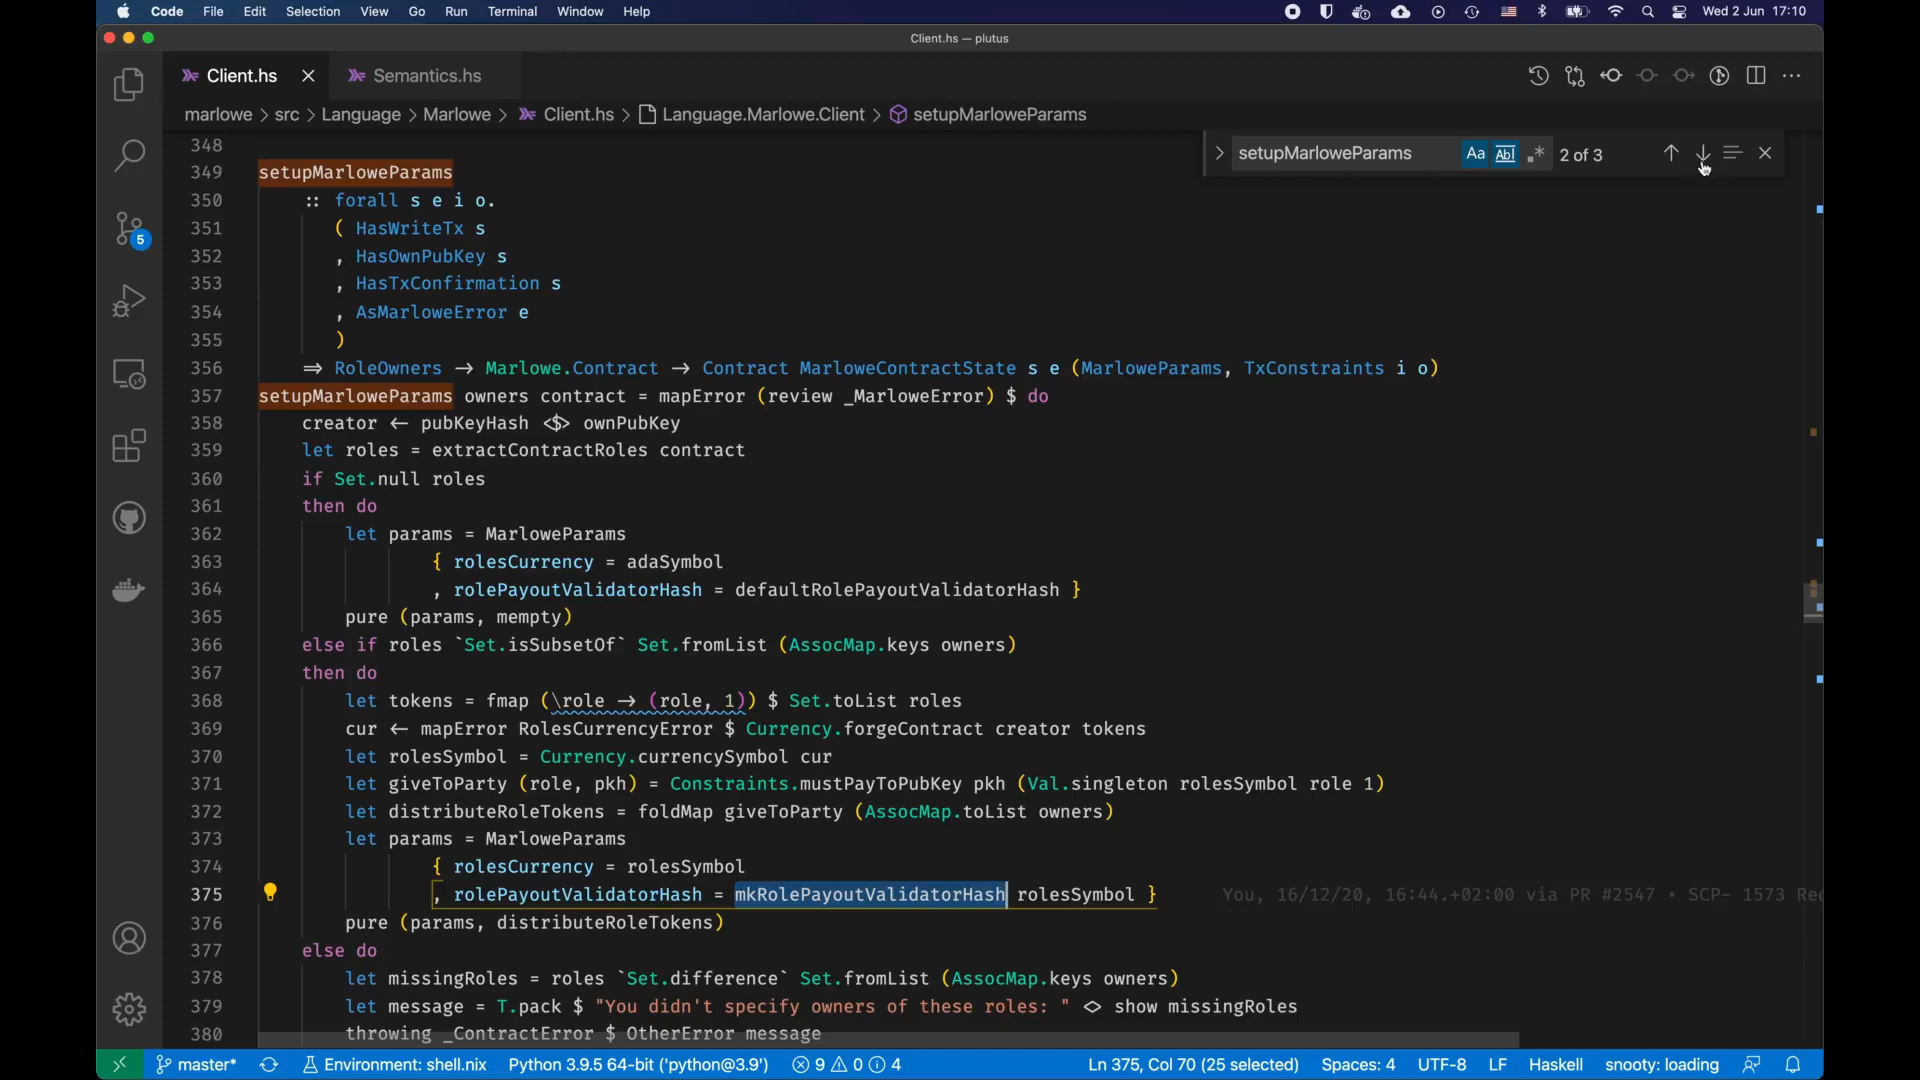 Code File Edit Selection View Go Run Terminal Window Help Wed 2 Jun 17:10
Client.hs — plutus
Client.hs Semantics.hs
marlowe > src > Language > Marlowe > Client.hs > Language.Marlowe.Client > setupMarloweParams
setupMarloweParams Aa Abl .* 2 of 3
348
349 setupMarloweParams
350 :: forall s e i o.
351 ( HasWriteTx s
352 , HasOwnPubKey s
353 , HasTxConfirmation s
354 , AsMarloweError e
355 )
356 ⇒ RoleOwners → Marlowe.Contract → Contract MarloweContractState s e (MarloweParams, TxConstraints i o)
357 setupMarloweParams owners contract = mapError (review _MarloweError) $ do
358 creator ← pubKeyHash <$> ownPubKey
359 let roles = extractContractRoles contract
360 if Set.null roles
361 then do
362 let params = MarloweParams
363 { rolesCurrency = adaSymbol
364 , rolePayoutValidatorHash = defaultRolePayoutValidatorHash }
365 pure (params, mempty)
366 else if roles `Set.isSubsetOf` Set.fromList (AssocMap.keys owners)
367 then do
368 let tokens = fmap (\role → (role, 1)) $ Set.toList roles
369 cur ← mapError RolesCurrencyError $ Currency.forgeContract creator tokens
370 let rolesSymbol = Currency.currencySymbol cur
371 let giveToParty (role, pkh) = Constraints.mustPayToPubKey pkh (Val.singleton rolesSymbol role 1)
372 let distributeRoleTokens = foldMap giveToParty (AssocMap.toList owners)
373 let params = MarloweParams
374 { rolesCurrency = rolesSymbol
375 , rolePayoutValidatorHash = mkRolePayoutValidatorHash rolesSymbol } You, 16/12/20, 16:44.+02:00 via PR #2547 • SCP- 1573 Rec
376 pure (params, distributeRoleTokens)
377 else do
378 let missingRoles = roles `Set.difference` Set.fromList (AssocMap.keys owners)
379 let message = T.pack $ "You didn't specify owners of these roles: " <> show missingRoles
380 throwing _ContractError $ OtherError message
5
master* Environment: shell.nix Python 3.9.5 64-bit ('python@3.9') 9 0 4 Ln 375, Col 70 (25 selected) Spaces: 4 UTF-8 LF Haskell snooty: loading